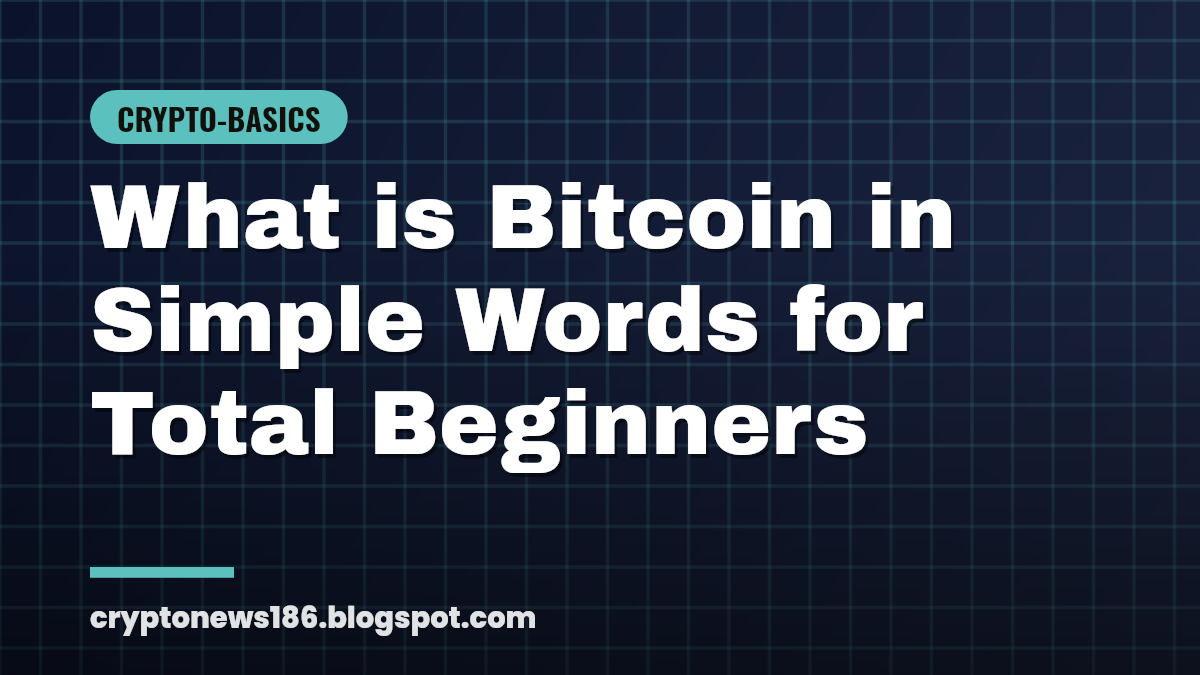 CRYPTO-BASICS
What is Bitcoin in
Simple Words for
Total Beginners
cryptonews186.blogspot.com